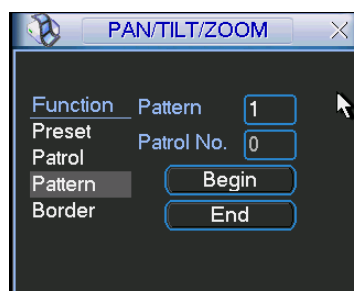 PAN/TILT/ZOOM
Function
Pattern 1
Preset
Patrol No. 0
Patrol
Pattern
Begin
Border
End